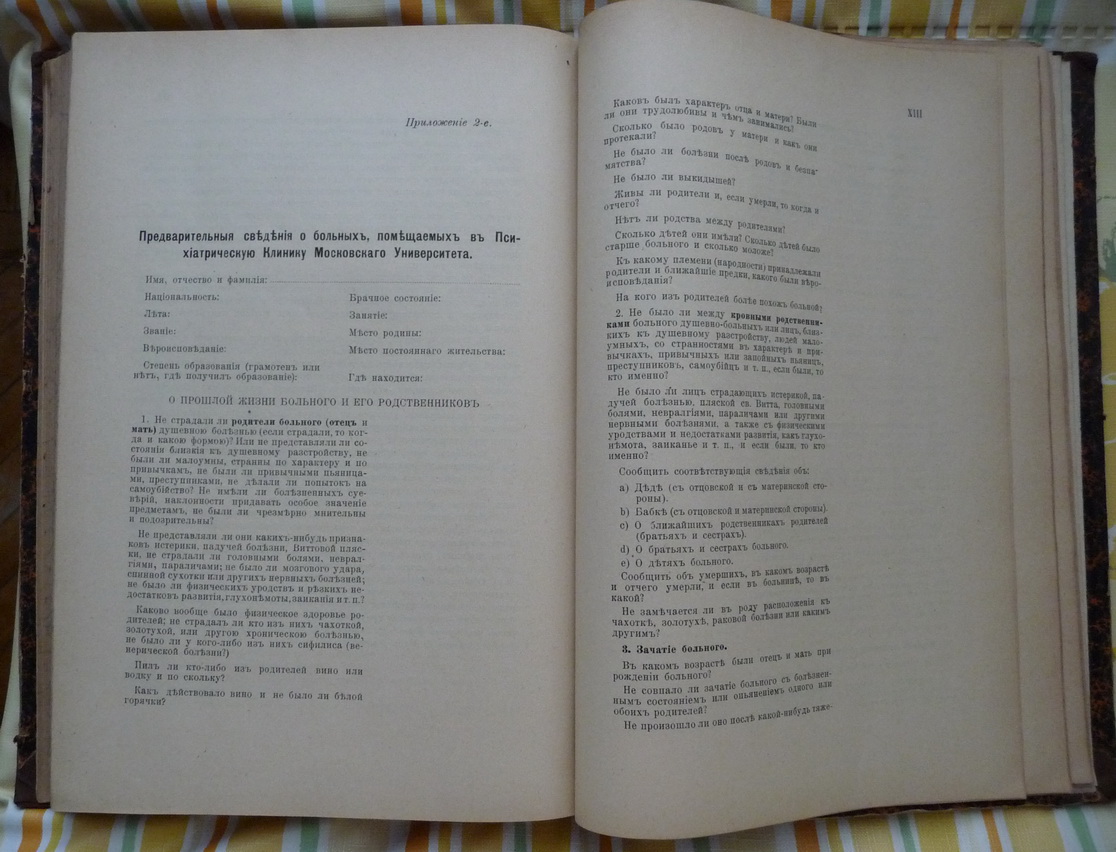 Приложеніе 2-е.
Предварительныя свѣдѣнія о больныхъ, помѣщаемыхъ въ Пси-
хіатрическую Клинику Московскаго Университета.
Имя, отчество и фамилія:
Національность:
Брачное состояніе:
Лѣта:
Занятіе:
Званіе:
Мѣсто родины:
Вѣроисповѣданіе:
Мѣсто постояннаго жительства:
Степень образованія (грамотенъ или
нѣтъ, гдѣ получилъ образованіе):
Гдѣ находится:
О ПРОШЛОЙ ЖИЗНИ БОЛЬНОГО И ЕГО РОДСТВЕННИКОВЪ
1. Не страдали ли родители больного (отецъ и
мать) душевною болѣзнью (если страдали, то ког-
да и какою формою)? Или не представляли ли со-
стоянія близкія къ душевному разстройству, не
были ли малоумны, странны по характеру и по
привычкамъ, не были ли привычными пьяница-
ми, преступниками, не дѣлали ли попытокъ на
самоубійство? Не имѣли ли болѣзненныхъ суе-
вѣрій, наклонности придавать особое значеніе
предметамъ, не были ли чрезмѣрно мнительны
и подозрительны?
Не представляли ли они какихъ-нибудь призна-
ковъ истерики, падучей болѣзни, Виттовой пляс-
ки, не страдали ли головными болями, неврал-
гіями, параличами; не было ли мозгового удара,
спинной сухотки или другихъ нервныхъ болѣзней;
не было ли физическихъ уродствъ и рѣзкихъ не-
достатковъ развитія, глухонѣмоты, заиканія и т. п.?
Каково вообще было физическое здоровье ро-
дителей; не страдалъ ли кто изъ нихъ чахоткой,
золотухой, или другою хроническою болѣзнью,
не было ли у кого-либо изъ нихъ сифилиса (ве-
нерической болѣзни?)
Пилъ ли кто-либо изъ родителей вино или
водку и по скольку?
Какъ дѣйствовало вино и не было ли бѣлой
горячки?
XIII
Каковъ былъ характеръ отца и матери? Были
ли они трудолюбивы и чѣмъ занимались?
Сколько было родовъ у матери и какъ они
протекали?
Не было ли болѣзни послѣ родовъ и безпа-
мятства?
Не было ли выкидышей?
Живы ли родители и, если умерли, то когда и
отчего?
Нѣтъ ли родства между родителями?
Сколько дѣтей они имѣли? Сколько дѣтей было
старше больного и сколько моложе?
Къ какому племени (народности) принадлежали
родители и ближайшіе предки, какого были вѣро-
исповѣданія?
На кого изъ родителей болѣе похожъ больной?
2. Не было ли между кровными родственни-
ками больного душевно-больныхъ или лицъ, близ-
кихъ къ душевному разстройству, людей мало-
умныхъ, со странностями въ характерѣ и при-
вычкахъ, привычныхъ или запойныхъ пьяницъ,
преступниковъ, самоубійцъ и т. п., если были, то
кто именно?
Не было ли лицъ страдающихъ истерикой, па-
дучей болѣзнью, пляской св. Витта, головными
болями, невралгіями, параличами или другими
нервными болѣзнями, а также съ физическими
уродствами и недостатками развитія, какъ глухо-
нѣмота, заиканье и т. п., и если были, то кто
именно?
Сообщить соотвѣтствующія свѣдѣнія объ:
a) Дѣдѣ (съ отцовской и съ материнской сто-
роны).
b) Бабкѣ (съ отцовской и материнской стороны).
c) О ближайшихъ родственникахъ родителей
(братьяхъ и сестрахъ).
d) О братьяхъ и сестрахъ больного.
e) О дѣтяхъ больного.
Сообщить объ умершихъ, въ какомъ возрастѣ
и отчего умерли, и если въ больницѣ, то въ
какой?
Не замѣчается ли въ роду расположенія къ
чахоткѣ, золотухѣ, раковой болѣзни или какимъ
другимъ?
3. Зачатіе больного.
Въ какомъ возрастѣ были отецъ и мать при
рожденіи больного?
Не совпало ли зачатіе больного съ болѣзнен-
нымъ состояніемъ или опьяненіемъ одного или
обоихъ родителей?
Не произошло ли оно послѣ какой-нибудь тяже-